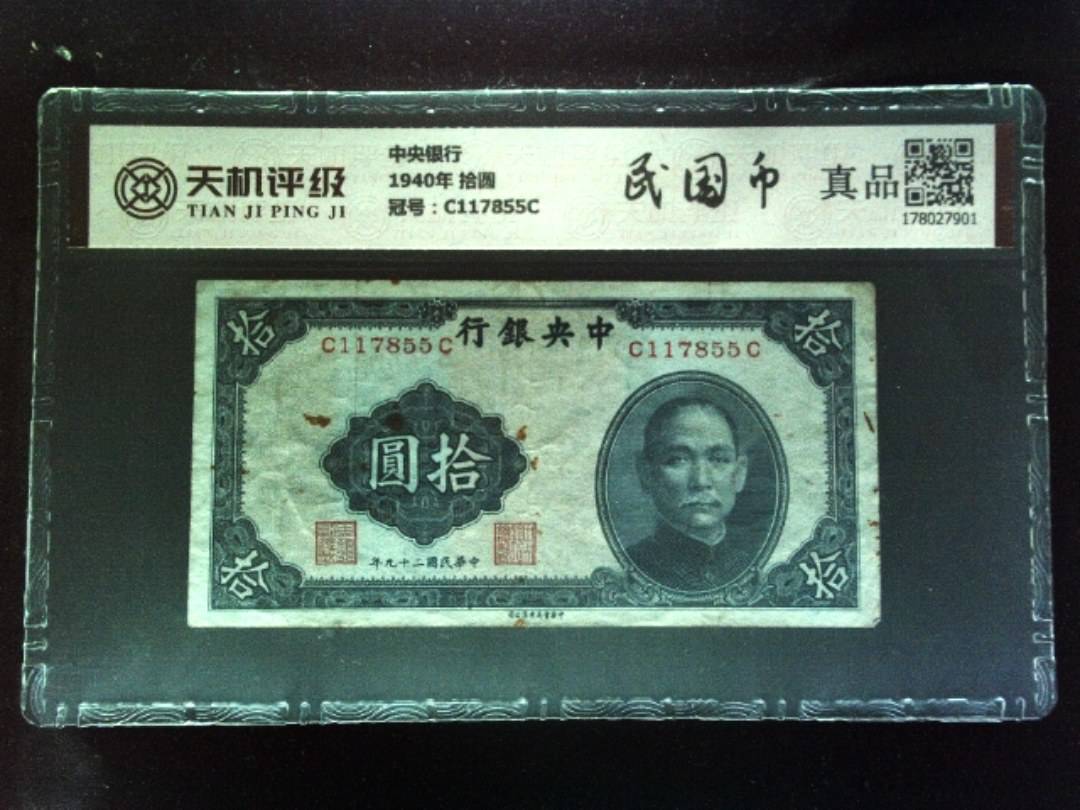 天机评级
TIAN JI PING JI
中央银行
1940年 拾圆
冠号：C117855C
民国币
真品
178027901
拾
行銀央中
拾
C117855C
C117855C
圓拾
年九十二國民華中
拾
拾